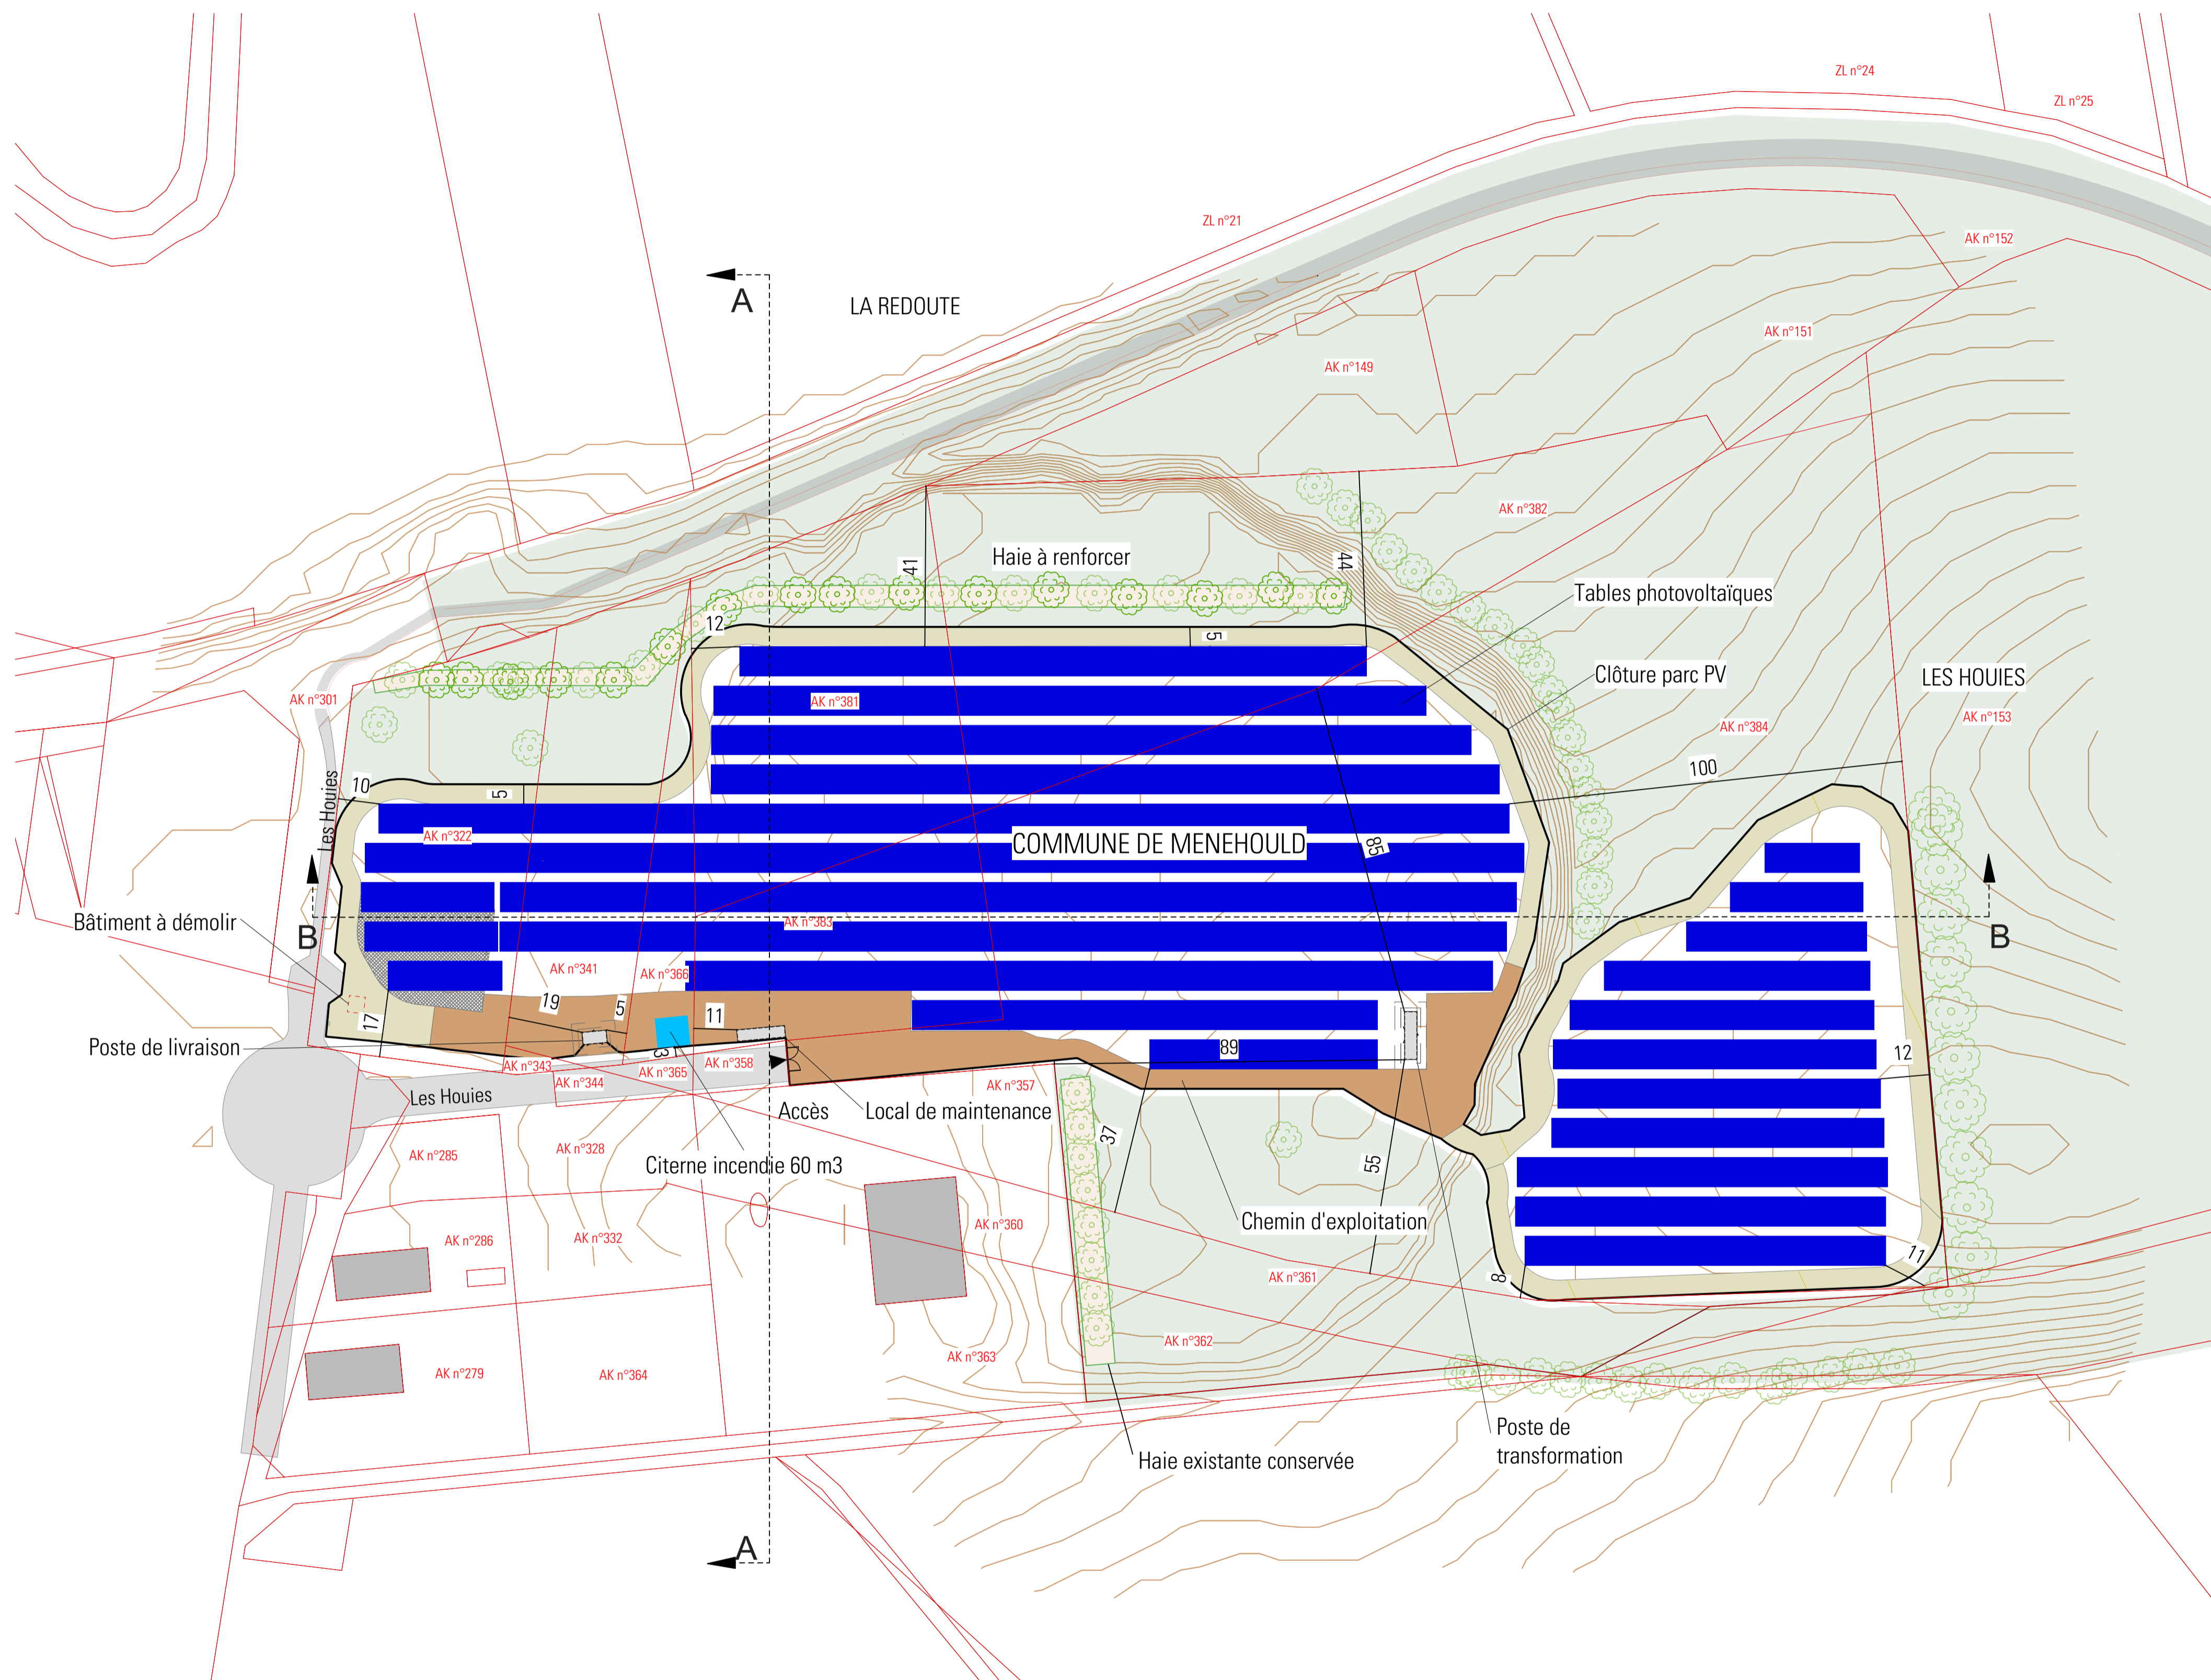 ZL n°24
ZL n°25
ZL n°21
AK n°152
A
LA REDOUTE
AK n°151
AK n°149
AK n°382
41
Haie à renforcer
44
Tables photovoltaïques
12
5
Clôture parc PV
LES HOUIES
AK n°301
AK n°381
AK n°153
AK n°384
100
10
5
Les Houies
AK n°322
COMMUNE DE MENEHOULD
85
Bâtiment à démolir
B
AK n°383
B
AK n°341
AK n°366
19
5
11
17
Poste de livraison
3
89
12
AK n°343
AK n°344
AK n°365
AK n°358
AK n°357
Les Houies
Accès
Local de maintenance
37
AK n°285
AK n°328
Citerne incendie 60 m3
55
AK n°286
AK n°332
AK n°360
Chemin d'exploitation
11
8
AK n°361
AK n°362
AK n°363
AK n°279
AK n°364
Poste de
transformation
Haie existante conservée
A